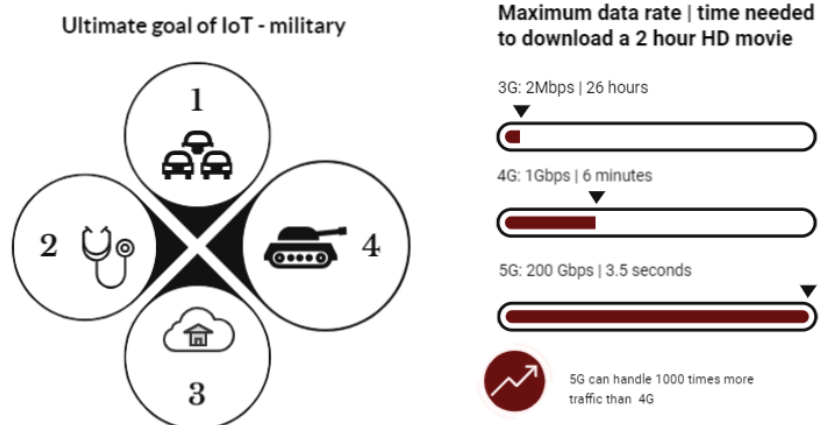 Ultimate goal of IoT - military
1
2
4
3
Maximum data rate | time needed
to download a 2 hour HD movie
3G: 2Mbps | 26 hours
4G: 1Gbps | 6 minutes
5G: 200 Gbps | 3.5 seconds
5G can handle 1000 times more
traffic than 4G